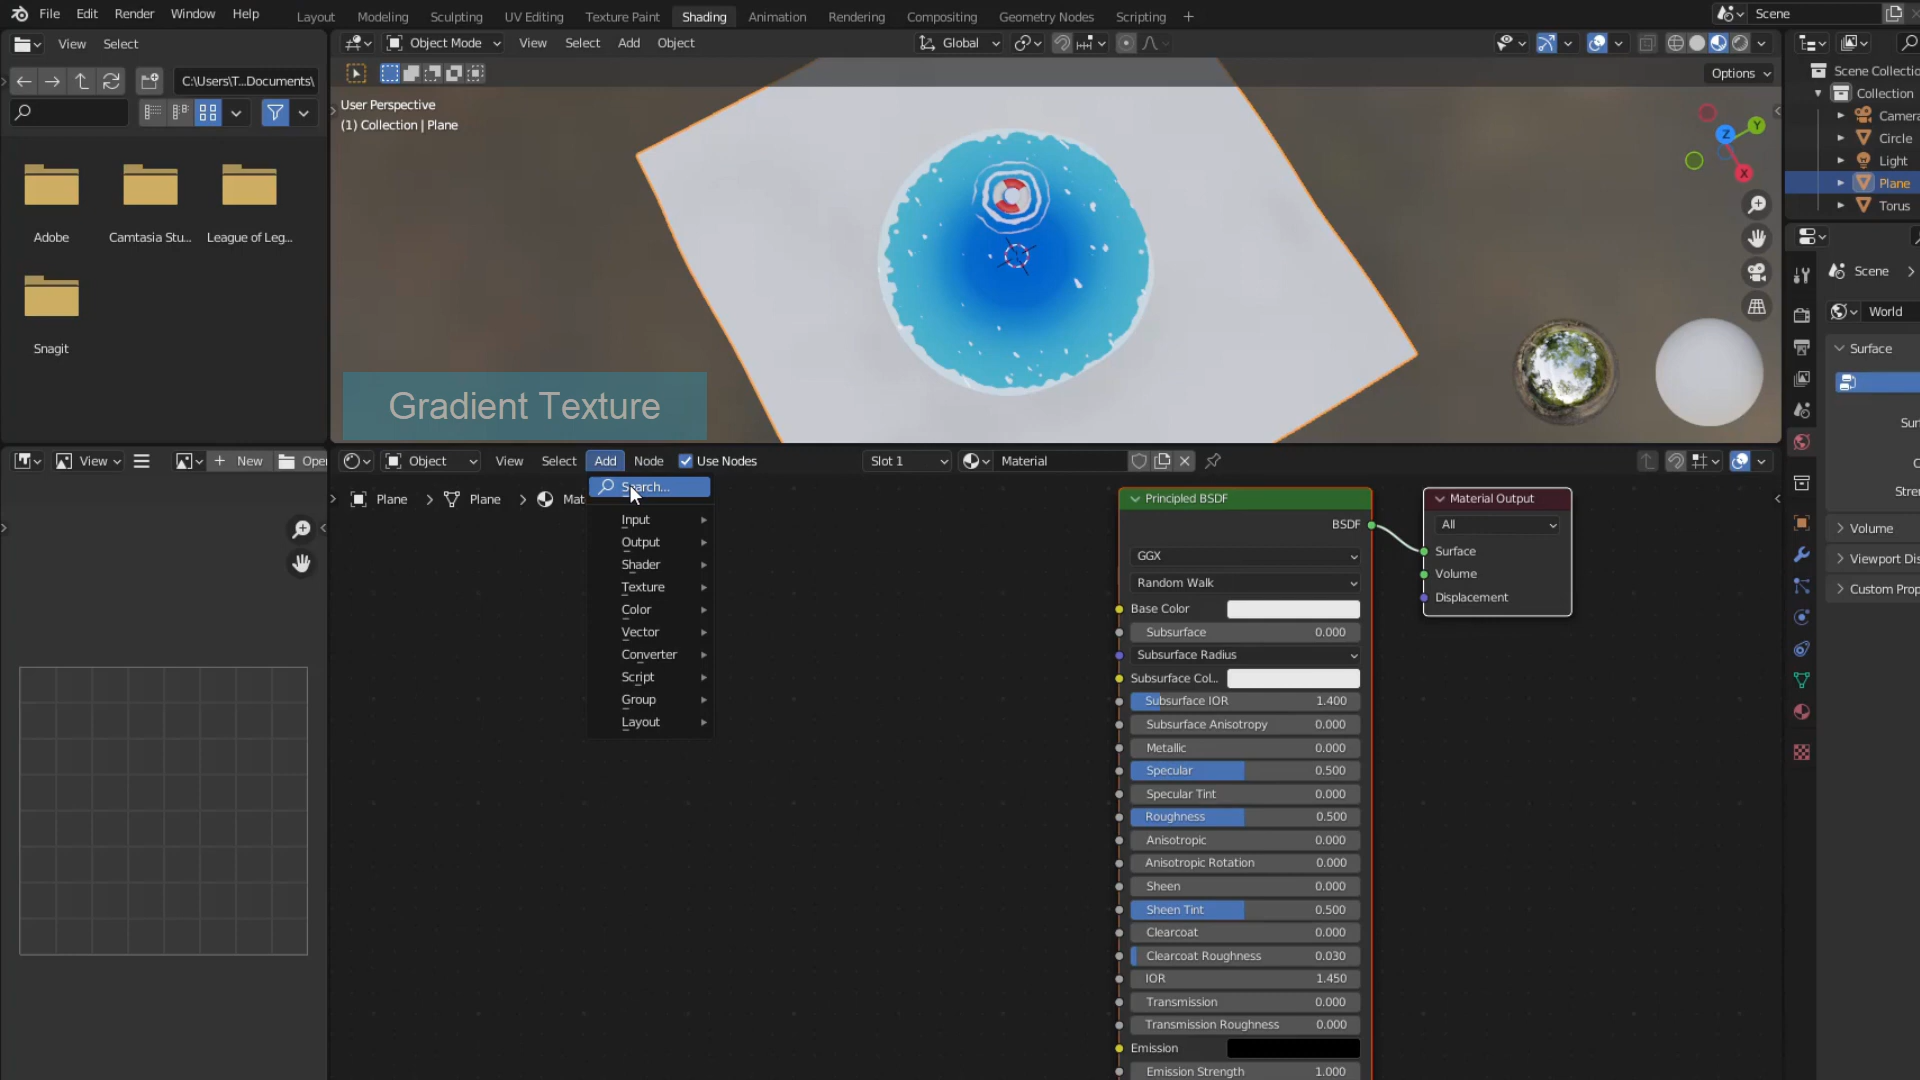 File Edit Render Window Help
Layout Modeling Sculpting UV Editing Texture Paint Shading Animation Rendering Compositing Geometry Nodes Scripting +
Scene
View Select
Object Mode View Select Add Object
Global
C:\Users\T...Documents\
Options
User Perspective
(1) Collection | Plane
Adobe
Camtasia Stu...
League of Leg...
Snagit
Gradient Texture
X
Y
Z
Scene Collectio
Collection
Camera
Circle
Light
Plane
Torus
Scene
World
Surface
Sur
C
Stren
Volume
Viewport Dis
Custom Prop
View
+ New
Oper
Object View Select Add Node Use Nodes
Slot 1
Material
Plane > Plane > Mat
Search...
Input
Output
Shader
Texture
Color
Vector
Converter
Script
Group
Layout
Principled BSDF
BSDF
GGX
Random Walk
Base Color
Subsurface 0.000
Subsurface Radius
Subsurface Col...
Subsurface IOR 1.400
Subsurface Anisotropy 0.000
Metallic 0.000
Specular 0.500
Specular Tint 0.000
Roughness 0.500
Anisotropic 0.000
Anisotropic Rotation 0.000
Sheen 0.000
Sheen Tint 0.500
Clearcoat 0.000
Clearcoat Roughness 0.030
IOR 1.450
Transmission 0.000
Transmission Roughness 0.000
Emission
Emission Strength 1.000
Material Output
All
Surface
Volume
Displacement